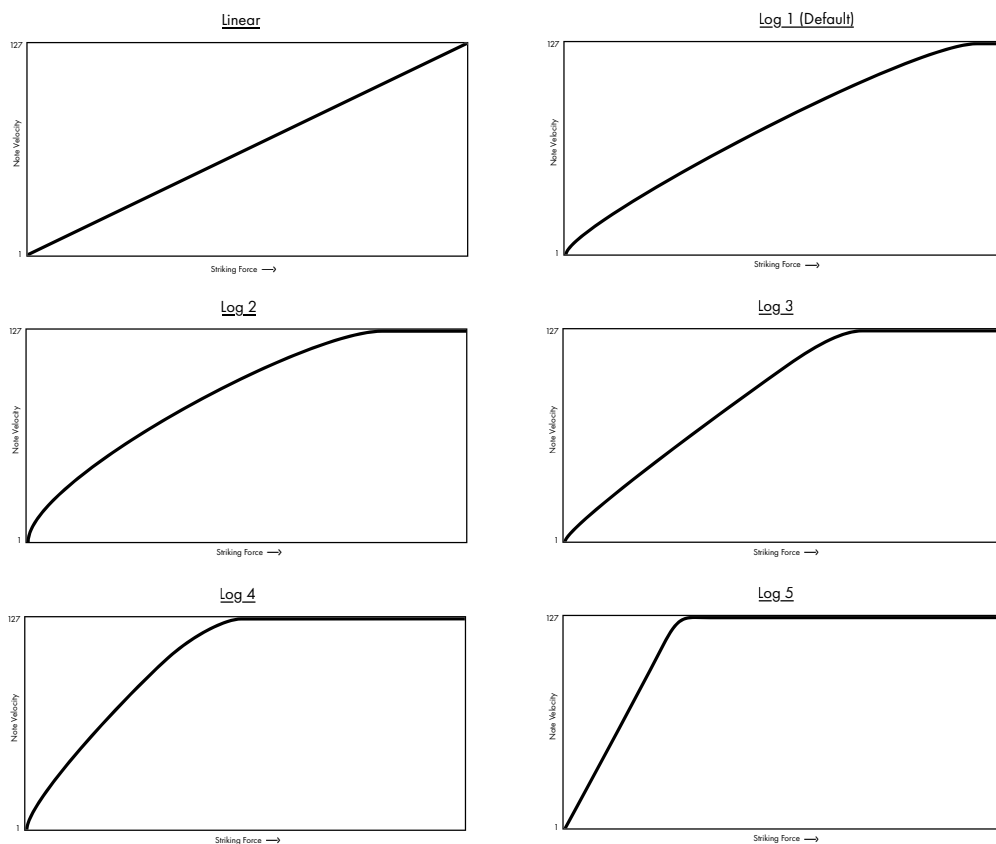 Linear
127
Note Velocity
1
Striking Force
Log 1 (Default)
127
Note Velocity
1
Striking Force
Log 2
127
Note Velocity
1
Striking Force
Log 3
127
Note Velocity
1
Striking Force
Log 4
127
Note Velocity
1
Striking Force
Log 5
127
Note Velocity
1
Striking Force